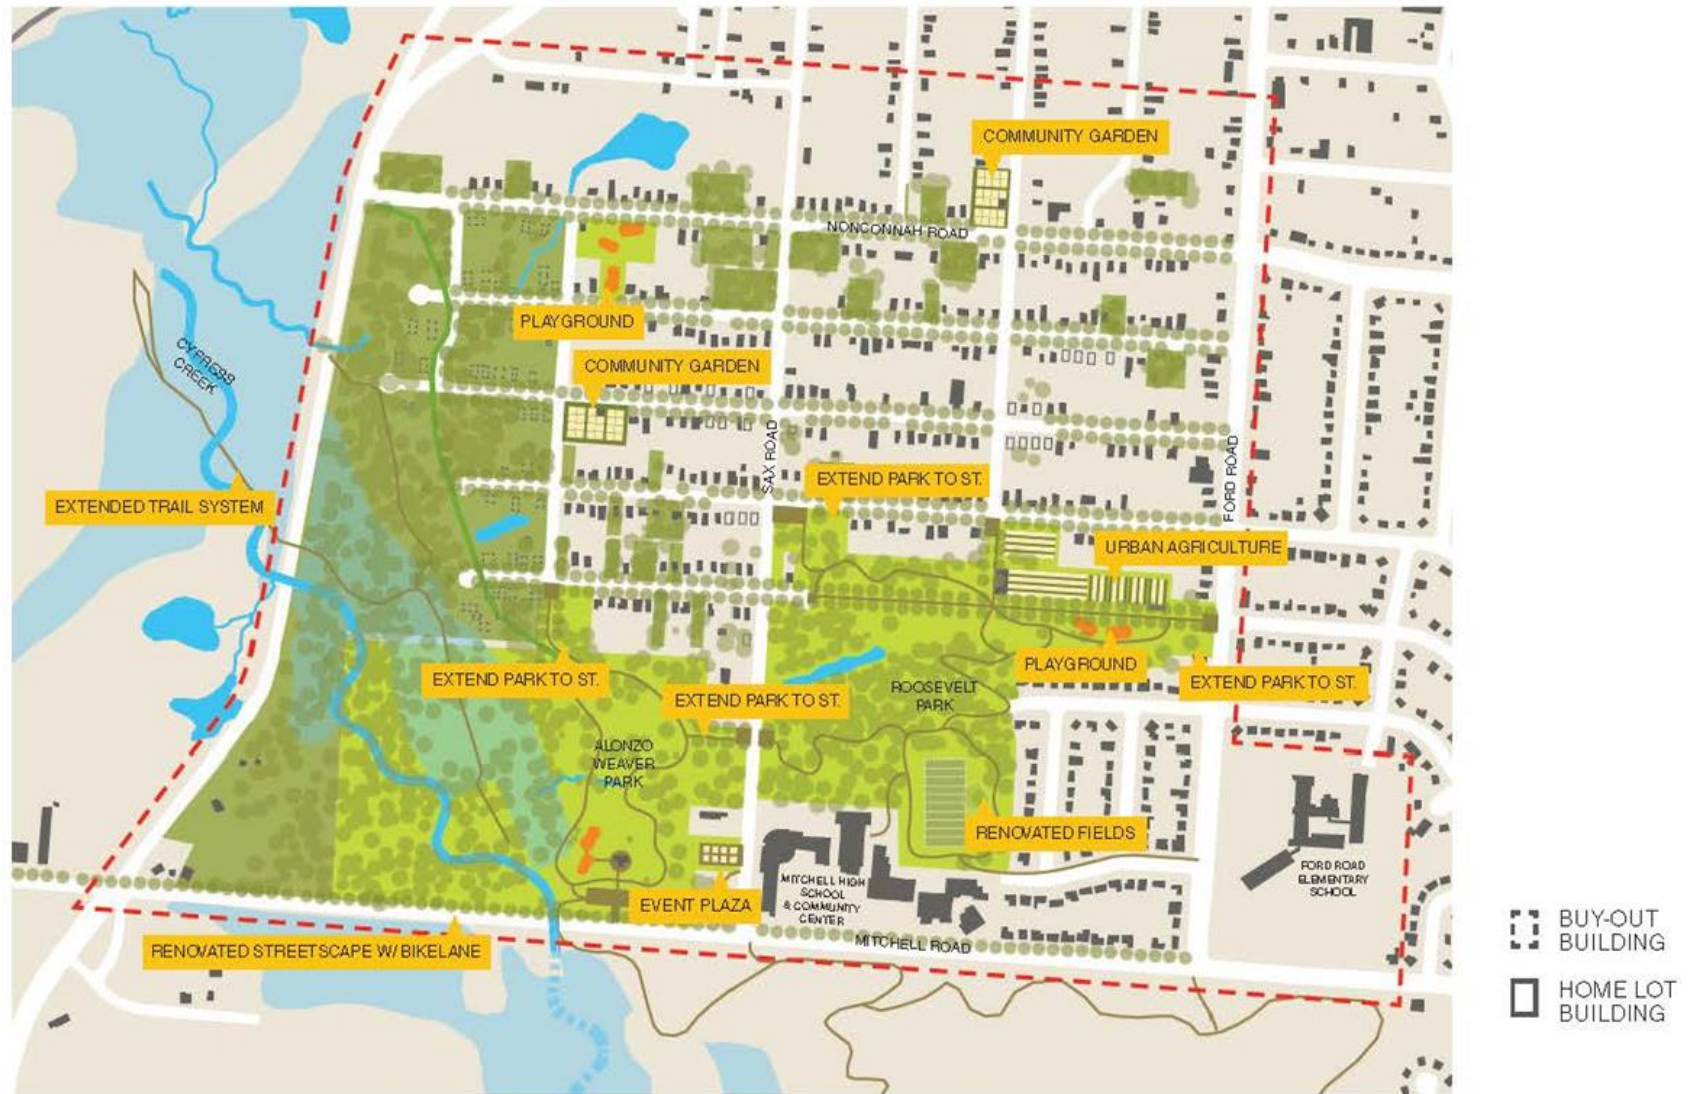 COMMUNITY GARDEN
NONCONNAH ROAD
PLAYGROUND
CYPRESS
CREEK
COMMUNITY GARDEN
SAX ROAD
FORD ROAD
EXTENDED TRAIL SYSTEM
EXTEND PARK TO ST.
URBAN AGRICULTURE
EXTEND PARK TO ST.
PLAYGROUND
EXTEND PARK TO ST.
EXTEND PARK TO ST.
ROOSEVELT
PARK
ALONZO
WEAVER
PARK
RENOVATED FIELDS
MITCHELL HIGH
SCHOOL
& COMMUNITY
CENTER
FORD ROAD
ELEMENTARY
SCHOOL
EVENT PLAZA
MITCHELL ROAD
RENOVATED STREETSCAPE W/ BIKELANE
BUY-OUT
BUILDING
HOME LOT
BUILDING